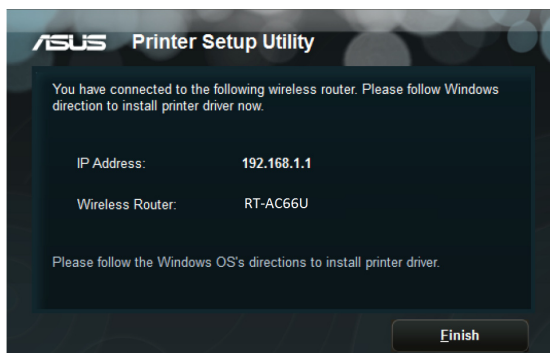 ASUS Printer Setup Utility
You have connected to the following wireless router. Please follow Windows
direction to install printer driver now.
IP Address: 192.168.1.1
Wireless Router: RT-AC66U
Please follow the Windows OS's directions to install printer driver.
Finish